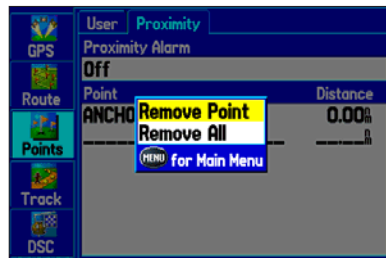 GPS
Route
Points
Track
DSC
User Proximity
Proximity Alarm
Off
Point Distance
ANCHO 0.00
Remove Point
Remove All
MENU for Main Menu